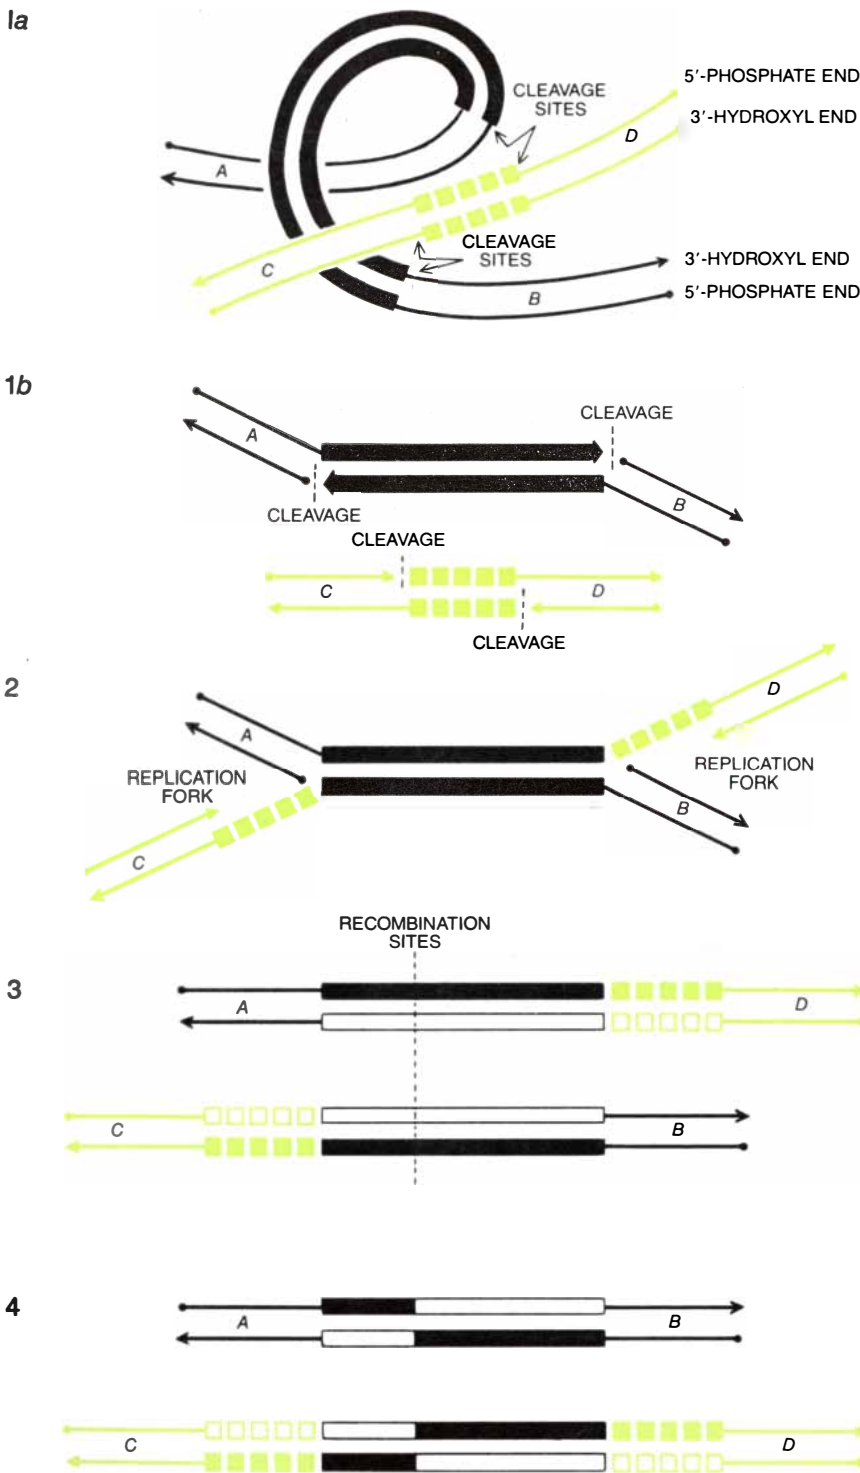 1a
5'-PHOSPHATE END
CLEAVAGE
SITES
3'-HYDROXYL END
D
A
CLEAVAGE
SITES
C
3'-HYDROXYL END
B
5'-PHOSPHATE END
1b
CLEAVAGE
A
B
CLEAVAGE
CLEAVAGE
C
D
CLEAVAGE
2
D
A
REPLICATION
FORK
REPLICATION
FORK
B
C
RECOMBINATION
SITES
3
A
D
C
B
4
A
B
C
D